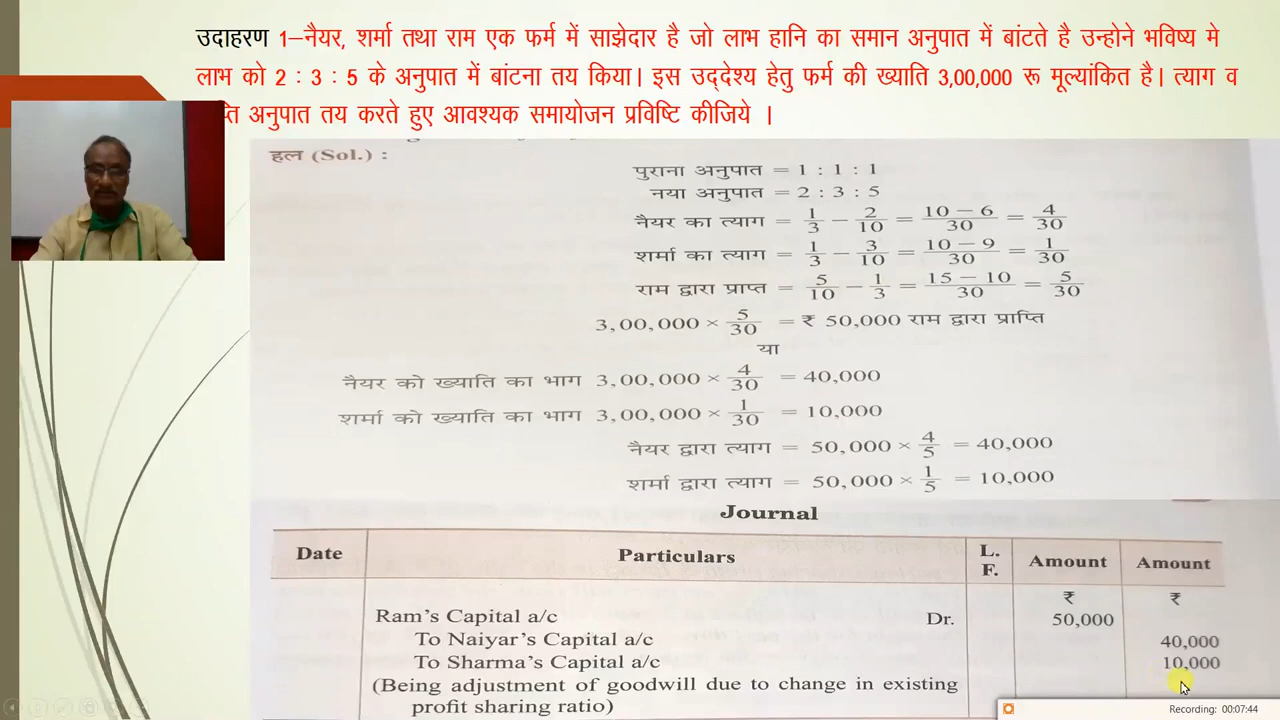 उदाहरण 1–नैयर, शर्मा तथा राम एक फर्म में साझेदार है जो लाभ हानि का समान अनुपात में बांटते है उन्होने भविष्य मे
लाभ को 2 : 3 : 5 के अनुपात में बांटना तय किया। इस उद्देश्य हेतु फर्म की ख्याति 3,00,000 रू मूल्यांकित है। त्याग व
अनुपात तय करते हुए आवश्यक समायोजन प्रविष्टि कीजिये ।
हल (Sol.) :
पुराना अनुपात = 1 : 1 : 1
नया अनुपात = 2 : 3 : 5
नैयर का त्याग = 1/3 − 2/10 = 10 − 6/30 = 4/30
शर्मा का त्याग = 1/3 − 3/10 = 10 − 9/30 = 1/30
राम द्वारा प्राप्त = 5/10 − 1/3 = 15 − 10/30 = 5/30
3,00,000 × 5/30 = ₹ 50,000 राम द्वारा प्राप्ति
या
नैयर को ख्याति का भाग 3,00,000 × 4/30 = 40,000
शर्मा को ख्याति का भाग 3,00,000 × 1/30 = 10,000
नैयर द्वारा त्याग = 50,000 × 4/5 = 40,000
शर्मा द्वारा त्याग = 50,000 × 1/5 = 10,000
Journal
Date Particulars L. F. Amount Amount
₹ ₹
Ram's Capital a/c Dr. 50,000
To Naiyar's Capital a/c 40,000
To Sharma's Capital a/c 10,000
(Being adjustment of goodwill due to change in existing
profit sharing ratio)
Recording: 00:07:44